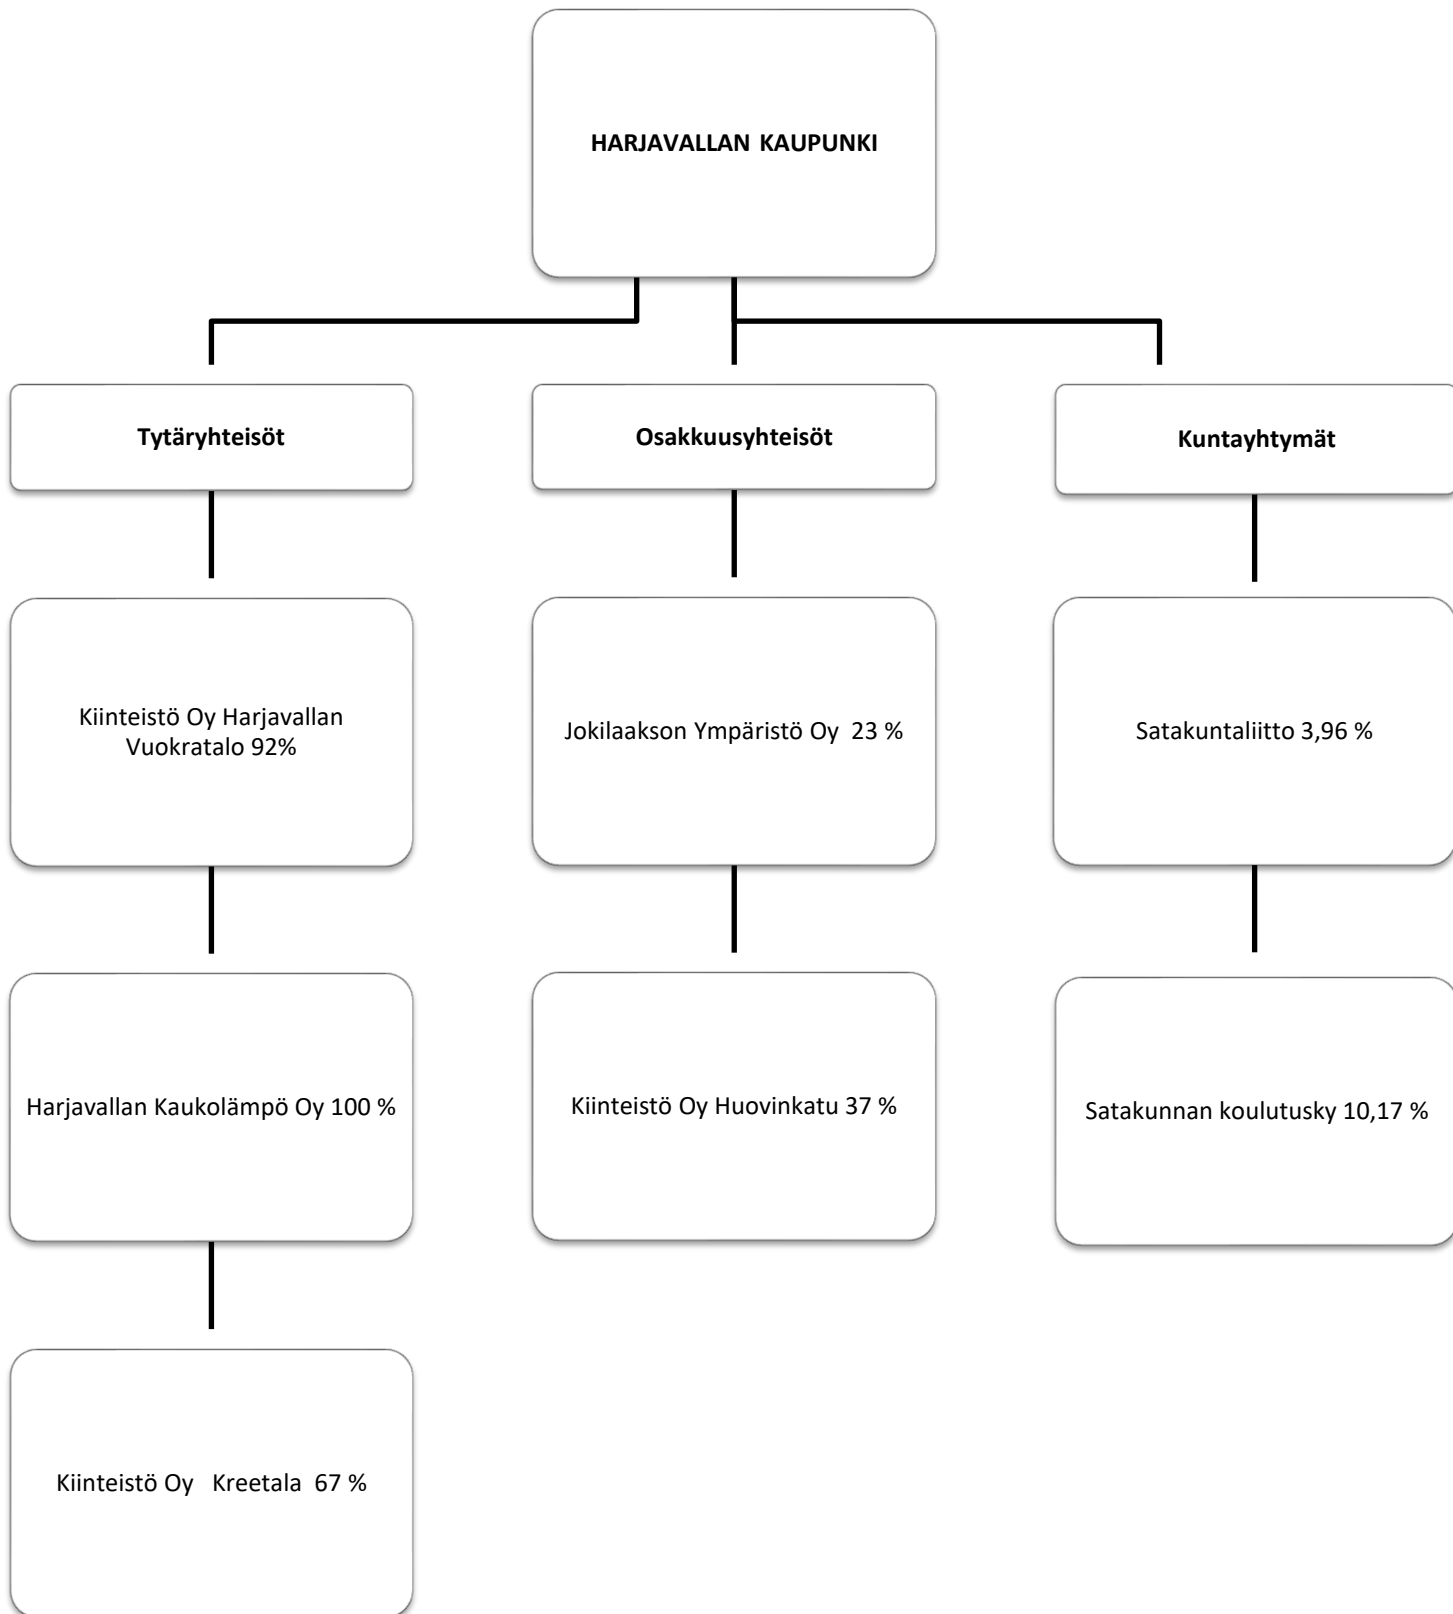 HARJAVALLAN KAUPUNKI
Tytäryhteisöt
Osakkuusyhteisöt
Kuntayhtymät
Kiinteistö Oy Harjavallan
Vuokratalo 92%
Jokilaakson Ympäristö Oy 23 %
Satakuntaliitto 3,96 %
Harjavallan Kaukolämpö Oy 100 %
Kiinteistö Oy Huovinkatu 37 %
Satakunnan koulutusky 10,17 %
Kiinteistö Oy Kreetala 67 %